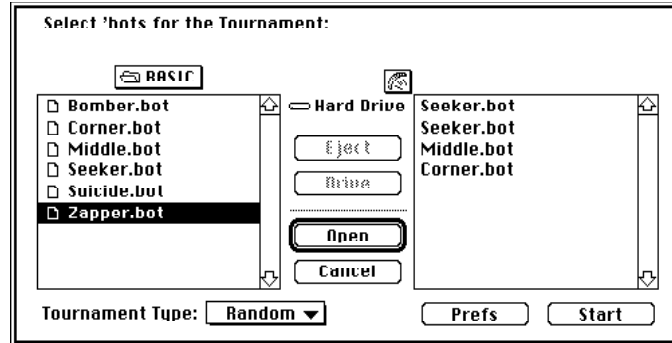 Select 'bots for the Tournament:
BASIC
Bomber.bot
Corner.bot
Middle.bot
Seeker.bot
Suicide.bot
Zapper.bot
Hard Drive
Eject
Drive
Open
Cancel
Seeker.bot
Seeker.bot
Middle.bot
Corner.bot
Tournament Type: Random
Prefs
Start